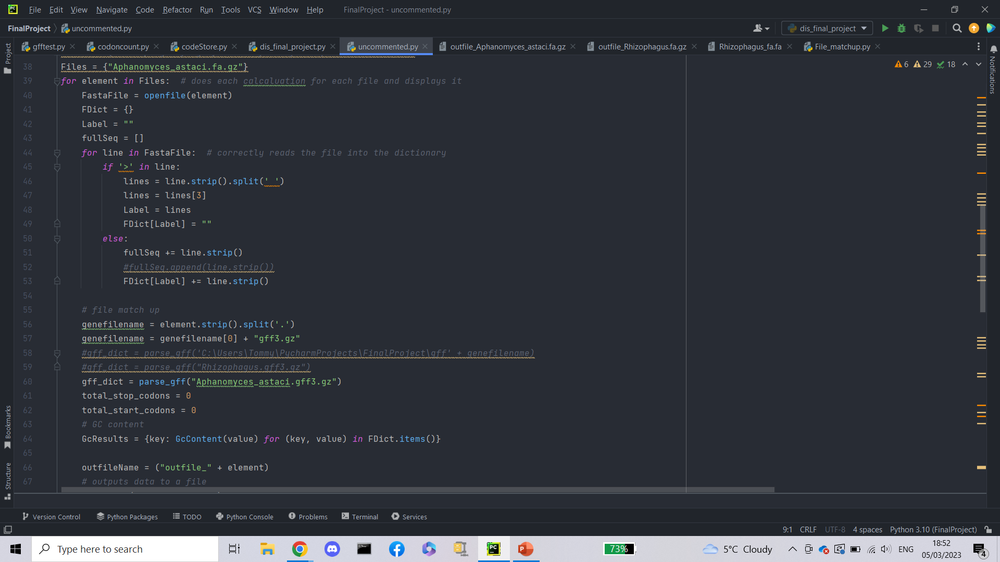 PC File Edit View Navigate Code Refactor Run Tools VCS Window Help FinalProject - uncommented.py
FinalProject uncommented.py dis_final_project
gfftest.py codoncount.py codeStore.py dis_final_project.py uncommented.py outfile_Aphanomyces_astaci.fa.gz outfile_Rhizophagus.fa.gz Rhizophagus_fa.fa File_matchup.py
Project
Notifications
6 29 18
38 Files = {"Aphanomyces_astaci.fa.gz"}
39 for element in Files:  # does each calcaluation for each file and displays it
40     FastaFile = openfile(element)
41     FDict = {}
42     Label = ""
43     fullSeq = []
44     for line in FastaFile:  # correctly reads the file into the dictionary
45         if '>' in line:
46             lines = line.strip().split(' ')
47             lines = lines[3]
48             Label = lines
49             FDict[Label] = ""
50         else:
51             fullSeq += line.strip()
52             #fullSeq.append(line.strip())
53             FDict[Label] += line.strip()
54
55     # file match up
56     genefilename = element.strip().split('.')
57     genefilename = genefilename[0] + "gff3.gz"
58     #gff_dict = parse_gff('C:\Users\Tommy\PycharmProjects\FinalProject\gff' + genefilename)
59     #gff_dict = parse_gff("Rhizophagus.gff3.gz")
60     gff_dict = parse_gff("Aphanomyces_astaci.gff3.gz")
61     total_stop_codons = 0
62     total_start_codons = 0
63     # GC content
64     GcResults = {key: GcContent(value) for (key, value) in FDict.items()}
65
66     outfileName = ("outfile_" + element)
67     # outputs data to a file
Bookmarks
Structure
Version Control Python Packages TODO Python Console Problems Terminal Services
9:1 CRLF UTF-8 4 spaces Python 3.10 (FinalProject)
Type here to search PC P 73% 5°C Cloudy ENG 18:52
05/03/2023 4